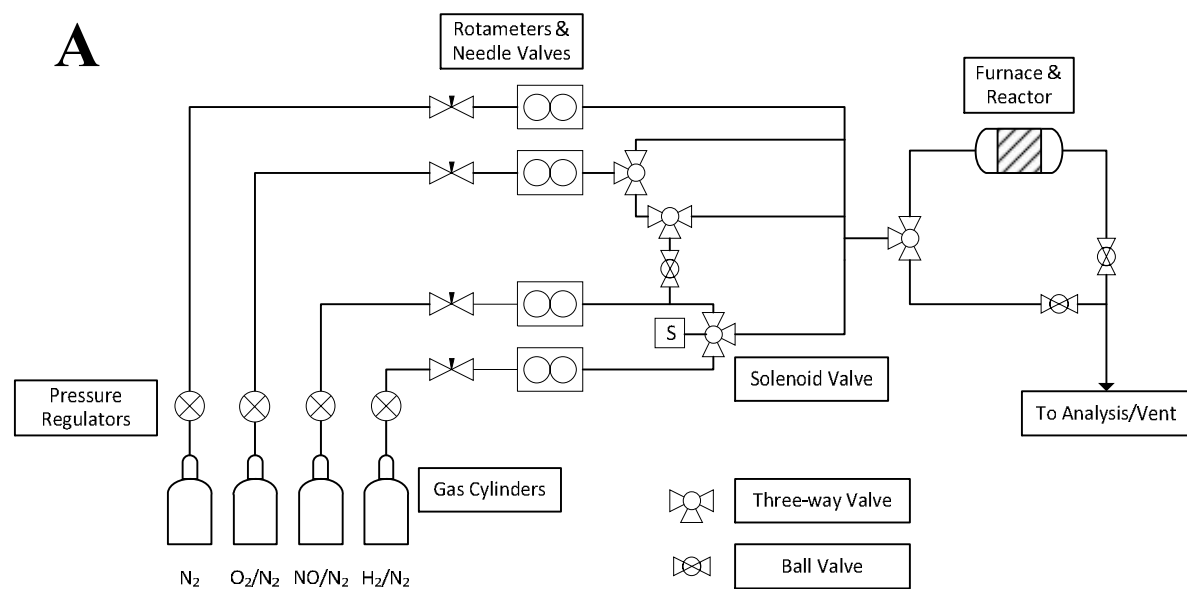 A
Rotameters &
Needle Valves
Furnace &
Reactor
S
Solenoid Valve
Pressure
Regulators
To Analysis/Vent
Gas Cylinders
Three-way Valve
Ball Valve
N₂ O₂/N₂ NO/N₂ H₂/N₂